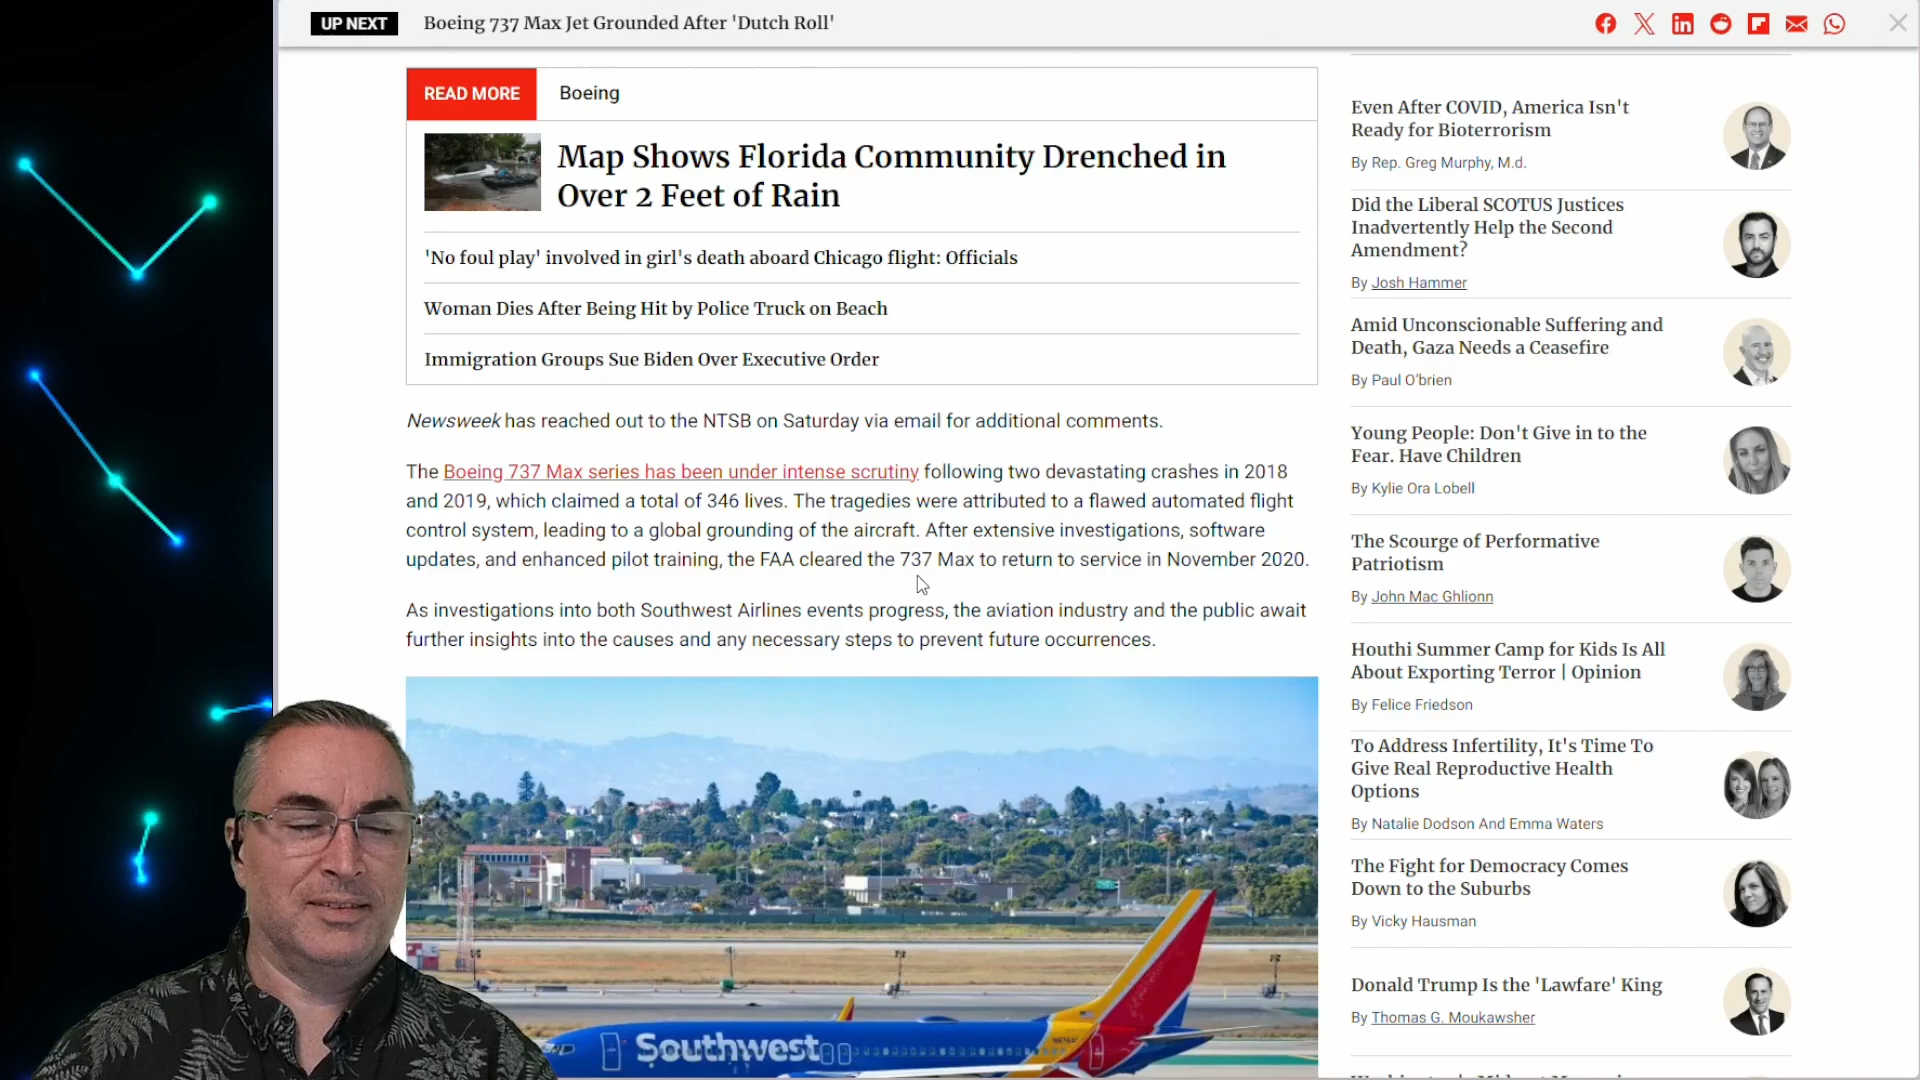 UP NEXT
Boeing 737 Max Jet Grounded After 'Dutch Roll'
READ MORE
Boeing
Map Shows Florida Community Drenched in
Over 2 Feet of Rain
'No foul play' involved in girl's death aboard Chicago flight: Officials
Woman Dies After Being Hit by Police Truck on Beach
Immigration Groups Sue Biden Over Executive Order
Newsweek has reached out to the NTSB on Saturday via email for additional comments.
The Boeing 737 Max series has been under intense scrutiny following two devastating crashes in 2018
and 2019, which claimed a total of 346 lives. The tragedies were attributed to a flawed automated flight
control system, leading to a global grounding of the aircraft. After extensive investigations, software
updates, and enhanced pilot training, the FAA cleared the 737 Max to return to service in November 2020.
As investigations into both Southwest Airlines events progress, the aviation industry and the public await
further insights into the causes and any necessary steps to prevent future occurrences.
Southwest
Even After COVID, America Isn't
Ready for Bioterrorism
By Rep. Greg Murphy, M.d.
Did the Liberal SCOTUS Justices
Inadvertently Help the Second
Amendment?
By Josh Hammer
Amid Unconscionable Suffering and
Death, Gaza Needs a Ceasefire
By Paul O'brien
Young People: Don't Give in to the
Fear. Have Children
By Kylie Ora Lobell
The Scourge of Performative
Patriotism
By John Mac Ghlionn
Houthi Summer Camp for Kids Is All
About Exporting Terror | Opinion
By Felice Friedson
To Address Infertility, It's Time To
Give Real Reproductive Health
Options
By Natalie Dodson And Emma Waters
The Fight for Democracy Comes
Down to the Suburbs
By Vicky Hausman
Donald Trump Is the 'Lawfare' King
By Thomas G. Moukawsher